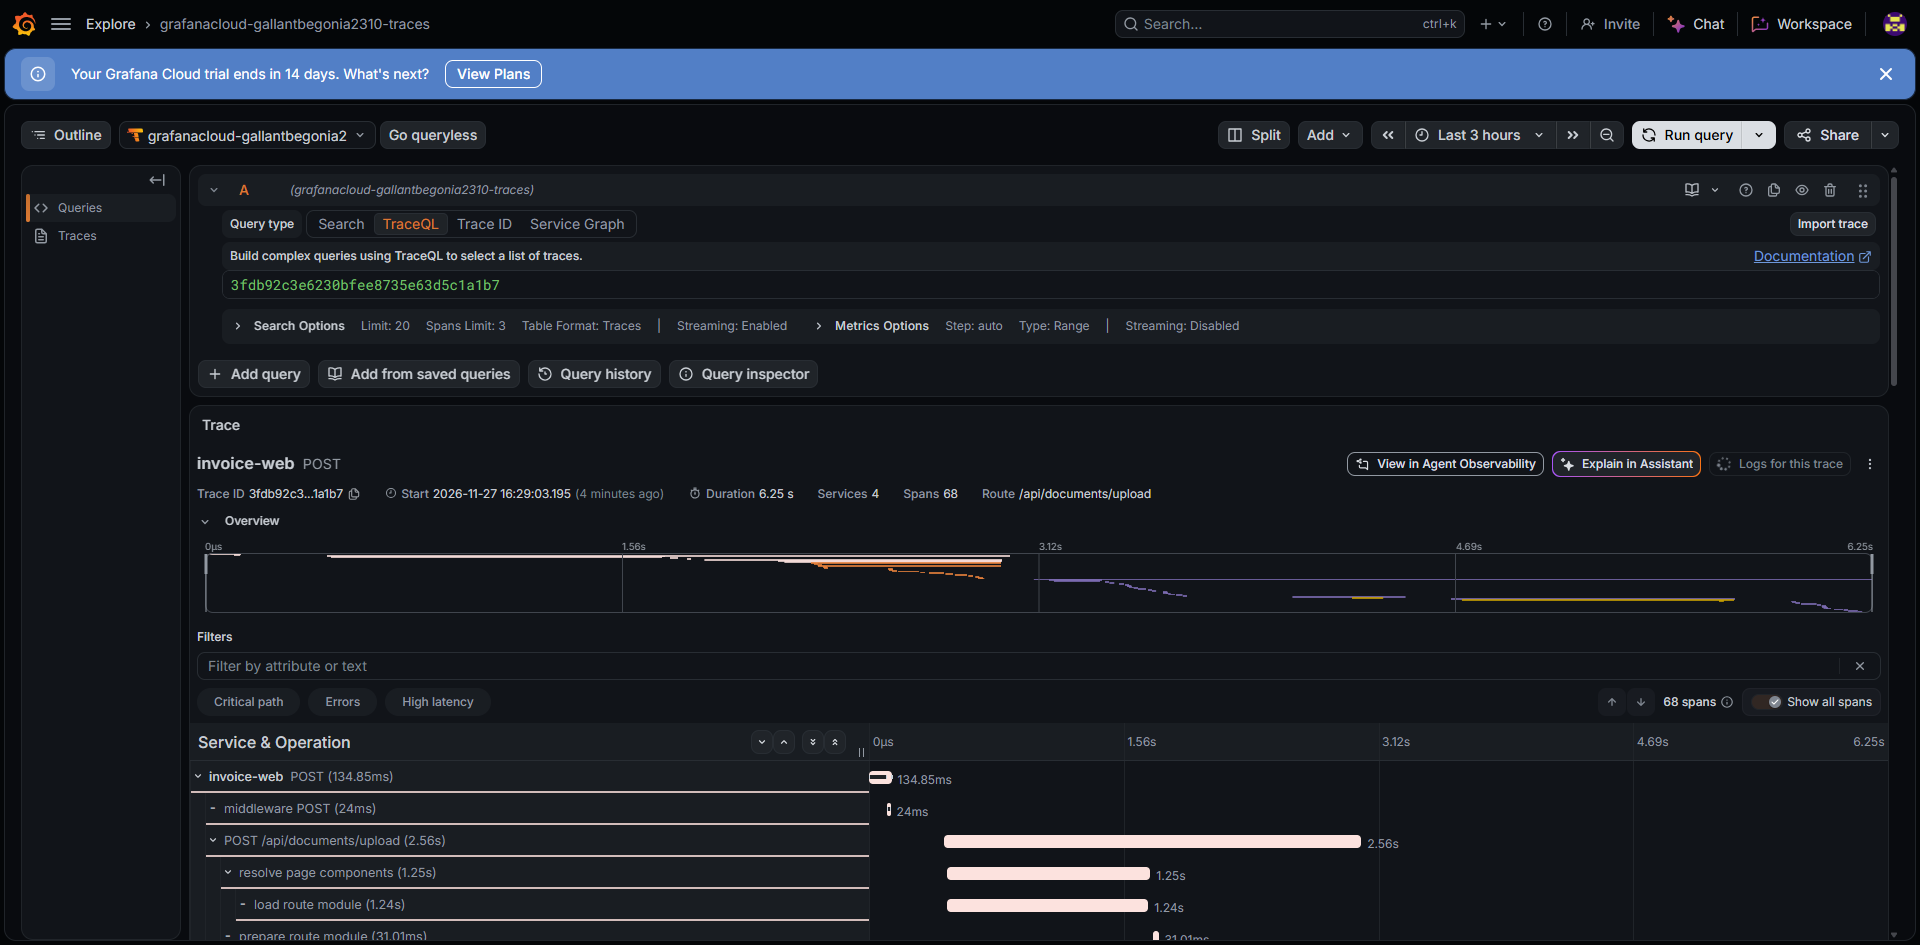 Explore › grafanacloud-gallantbegonia2310-traces
Search... ctrl+k
Invite
Chat
Workspace
Your Grafana Cloud trial ends in 14 days. What's next? View Plans
Outline
grafanacloud-gallantbegonia2
Go queryless
Split
Add
Last 3 hours
Run query
Share
Queries
Traces
A (grafanacloud-gallantbegonia2310-traces)
Query type Search TraceQL Trace ID Service Graph
Import trace
Build complex queries using TraceQL to select a list of traces.
Documentation
3fdb92c3e6230bfee8735e63d5c1a1b7
Search Options Limit: 20 Spans Limit: 3 Table Format: Traces | Streaming: Enabled
Metrics Options Step: auto Type: Range | Streaming: Disabled
+ Add query
Add from saved queries
Query history
Query inspector
Trace
invoice-web POST
View in Agent Observability
Explain in Assistant
Logs for this trace
Trace ID 3fdb92c3...1a1b7
Start 2026-11-27 16:29:03.195 (4 minutes ago)
Duration 6.25 s
Services 4
Spans 68
Route /api/documents/upload
Overview
0μs 1.56s 3.12s 4.69s 6.25s
Filters
Filter by attribute or text
Critical path
Errors
High latency
68 spans
Show all spans
Service & Operation
0μs 1.56s 3.12s 4.69s 6.25s
invoice-web POST (134.85ms) 134.85ms
- middleware POST (24ms) 24ms
POST /api/documents/upload (2.56s) 2.56s
resolve page components (1.25s) 1.25s
- load route module (1.24s) 1.24s
- prepare route module (31.01ms) 31.01ms